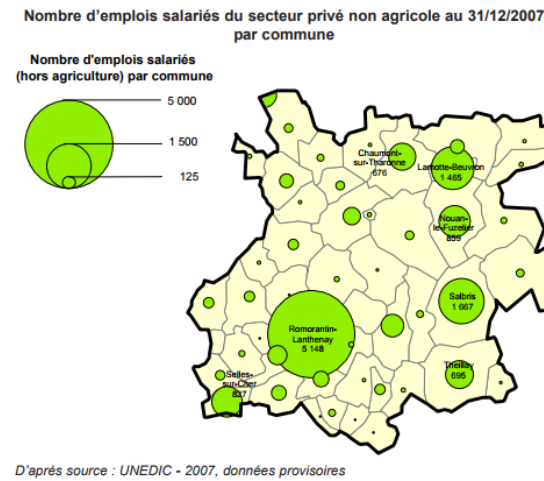 Nombre d'emplois salariés du secteur privé non agricole au 31/12/2007
par commune
Nombre d'emplois salariés
(hors agriculture) par commune
5 000
1 500
125
Chaumont-
sur-Tharonne
676
Lamotte-Beuvron
1 465
Nouan-
le-Fuzelier
859
Salbris
1 667
Romorantin-
Lanthenay
5 148
Selles-
sur-Cher
827
Theillay
695
D'après source : UNEDIC - 2007, données provisoires